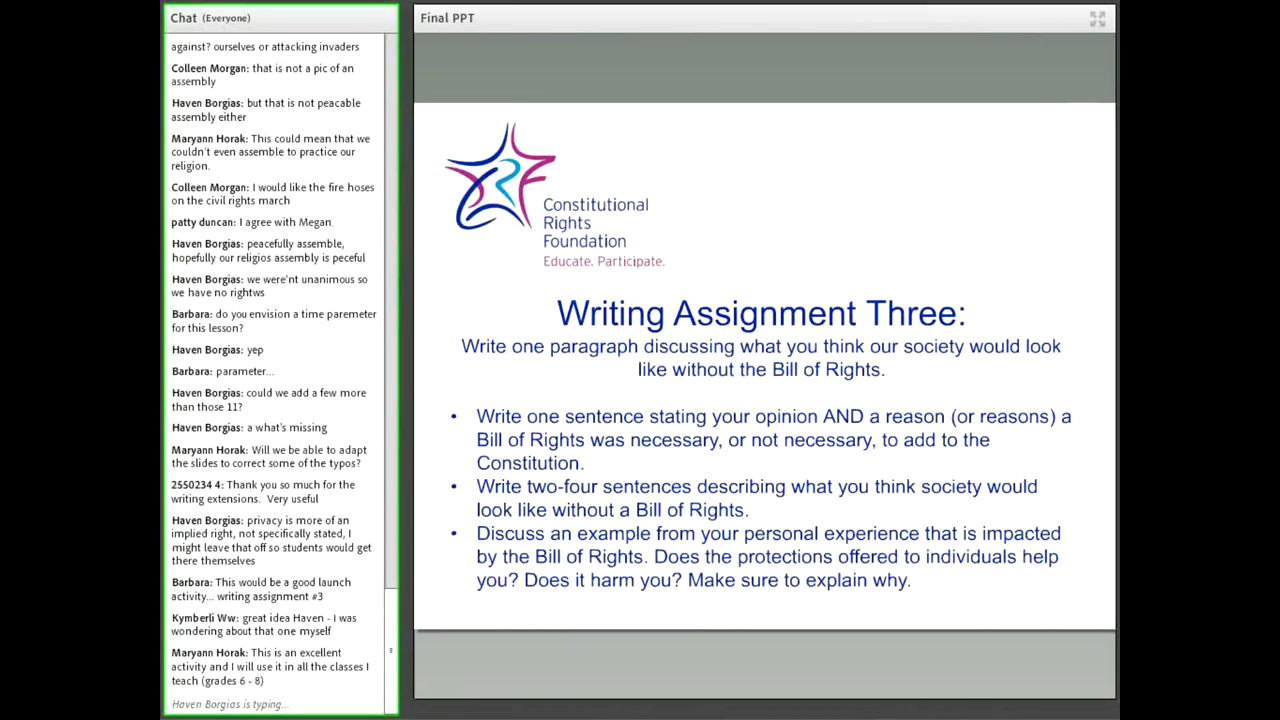 Chat (Everyone)
against? ourselves or attacking invaders
Colleen Morgan: that is not a pic of an
assembly
Haven Borgias: but that is not peacable
assembly either
Maryann Horak: This could mean that we
couldn't even assemble to practice our
religion.
Colleen Morgan: I would like the fire hoses
on the civil rights march
patty duncan: I agree with Megan.
Haven Borgias: peacefully assemble,
hopefully our religios assembly is peceful
Haven Borgias: we were'nt unanimous so
we have no rightws
Barbara: do you envision a time paremeter
for this lesson?
Haven Borgias: yep
Barbara: parameter...
Haven Borgias: could we add a few more
than those 11?
Haven Borgias: a what's missing
Maryann Horak: Will we be able to adapt
the slides to correct some of the typos?
2550234 4: Thank you so much for the
writing extensions. Very useful
Haven Borgias: privacy is more of an
implied right, not specifically stated, I
might leave that off so students would get
there themselves
Barbara: This would be a good launch
activity... writing assignment #3
Kymberli Ww: great idea Haven - I was
wondering about that one myself
Maryann Horak: This is an excellent
activity and I will use it in all the classes I
teach (grades 6 - 8)
Haven Borgias is typing...
Final PPT
CRF
Constitutional
Rights
Foundation
Educate. Participate.
Writing Assignment Three:
Write one paragraph discussing what you think our society would look
like without the Bill of Rights.
• Write one sentence stating your opinion AND a reason (or reasons) a
Bill of Rights was necessary, or not necessary, to add to the
Constitution.
• Write two-four sentences describing what you think society would
look like without a Bill of Rights.
• Discuss an example from your personal experience that is impacted
by the Bill of Rights. Does the protections offered to individuals help
you? Does it harm you? Make sure to explain why.